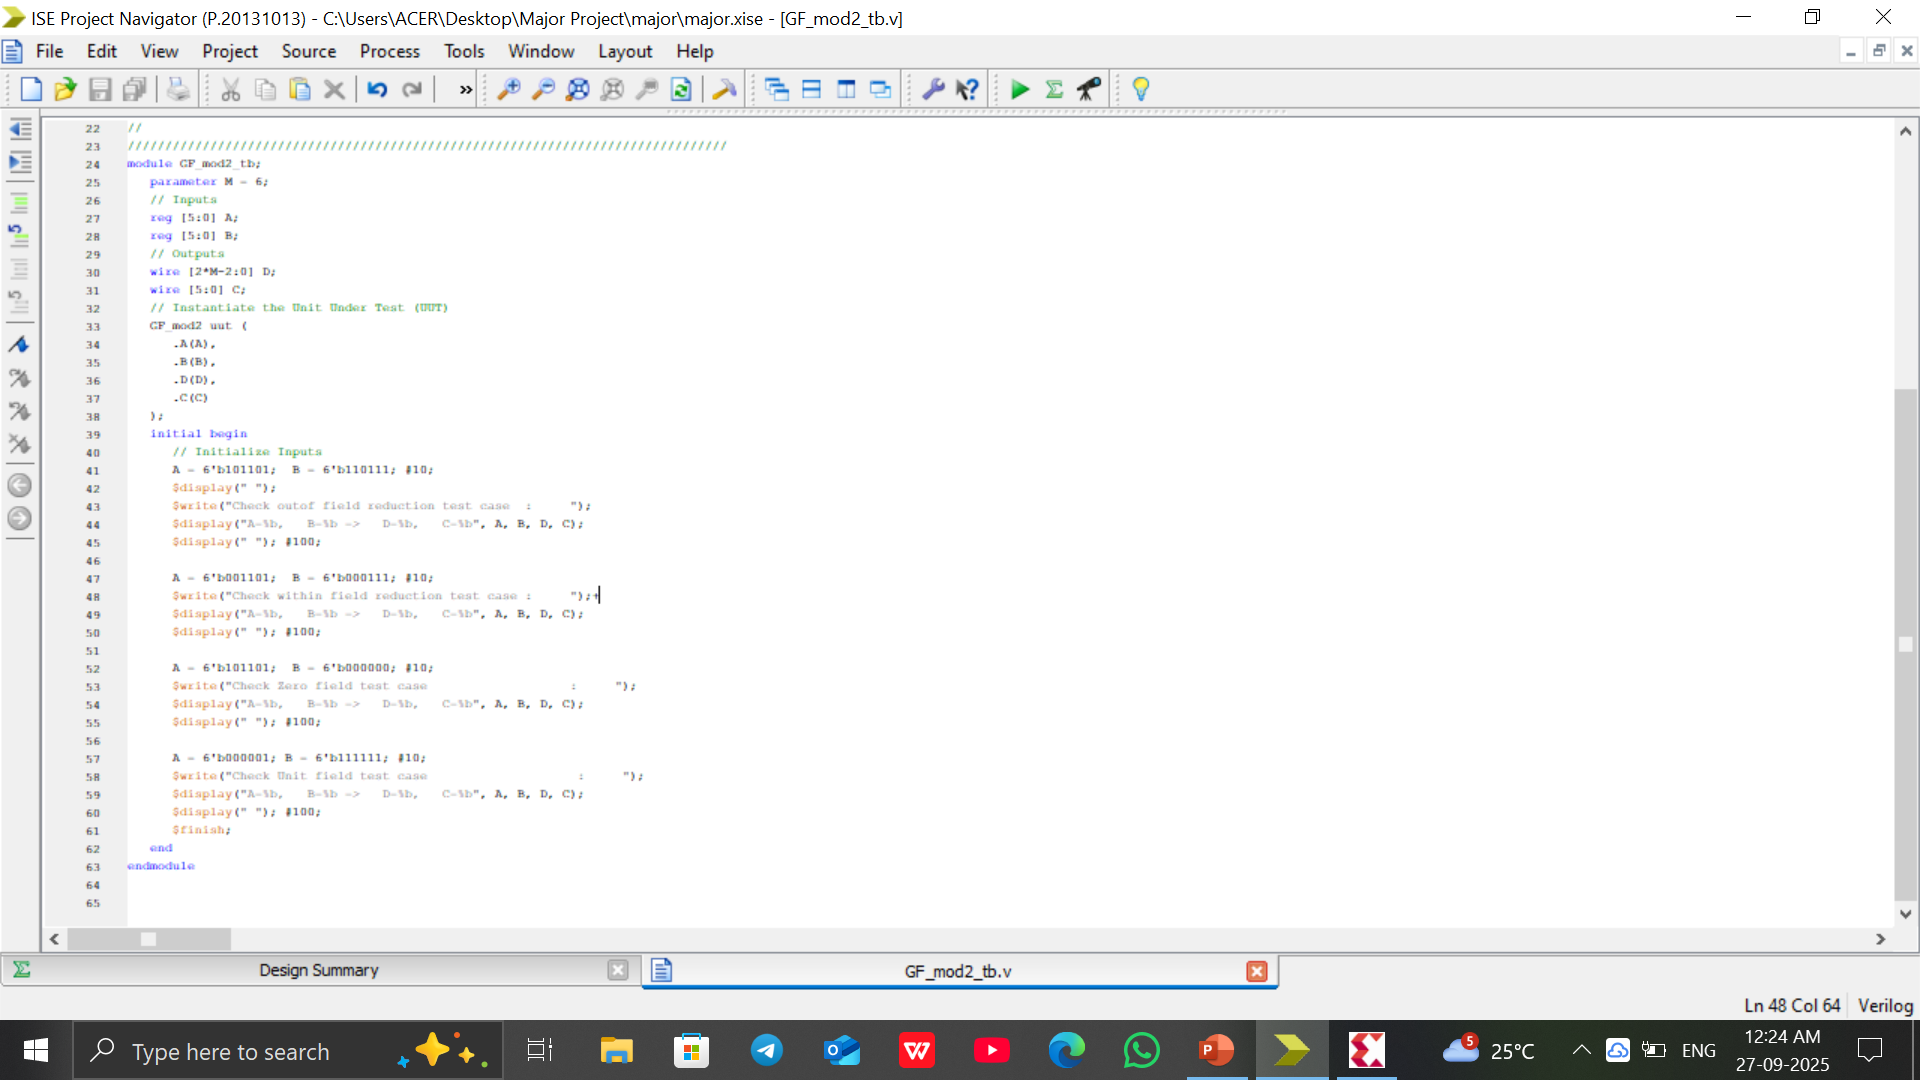 ISE Project Navigator (P.20131013) - C:\Users\ACER\Desktop\Major Project\major\major.xise - [GF_mod2_tb.v]
File Edit View Project Source Process Tools Window Layout Help
22 //
23 ////////////////////////////////////////////////////////////////////////////////
24 module GF_mod2_tb;
25 parameter M = 6;
26 // Inputs
27 reg [5:0] A;
28 reg [5:0] B;
29 // Outputs
30 wire [2*M-2:0] D;
31 wire [5:0] C;
32 // Instantiate the Unit Under Test (UUT)
33 GF_mod2 uut (
34 .A(A),
35 .B(B),
36 .D(D),
37 .C(C)
38 );
39 initial begin
40 // Initialize Inputs
41 A = 6'b101101; B = 6'b110111; #10;
42 $display(" ");
43 $write("Check outof field reduction test case : ");
44 $display("A=%b, B=%b => D=%b, C=%b", A, B, D, C);
45 $display(" "); #100;
46
47 A = 6'b001101; B = 6'b000111; #10;
48 $write("Check within field reduction test case : ");+
49 $display("A=%b, B=%b => D=%b, C=%b", A, B, D, C);
50 $display(" "); #100;
51
52 A = 6'b101101; B = 6'b000000; #10;
53 $write("Check Zero field test case : ");
54 $display("A=%b, B=%b => D=%b, C=%b", A, B, D, C);
55 $display(" "); #100;
56
57 A = 6'b000001; B = 6'b111111; #10;
58 $write("Check Unit field test case : ");
59 $display("A=%b, B=%b => D=%b, C=%b", A, B, D, C);
60 $display(" "); #100;
61 $finish;
62 end
63 endmodule
64
65
Design Summary GF_mod2_tb.v
Ln 48 Col 64 Verilog
Type here to search 5 25°C ENG 12:24 AM
27-09-2025